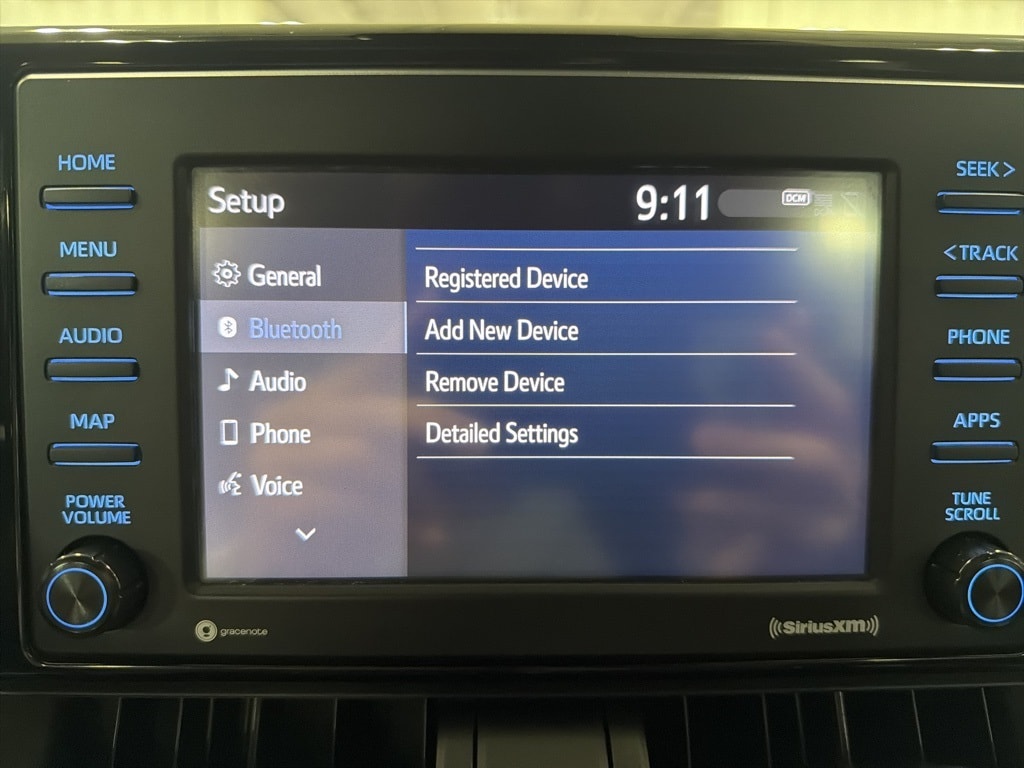 HOME
MENU
AUDIO
MAP
POWER
VOLUME
Setup
9:11
DCM
General
Bluetooth
Audio
Phone
Voice
Registered Device
Add New Device
Remove Device
Detailed Settings
SEEK >
< TRACK
PHONE
APPS
TUNE
SCROLL
gracenote
((SiriusXM))